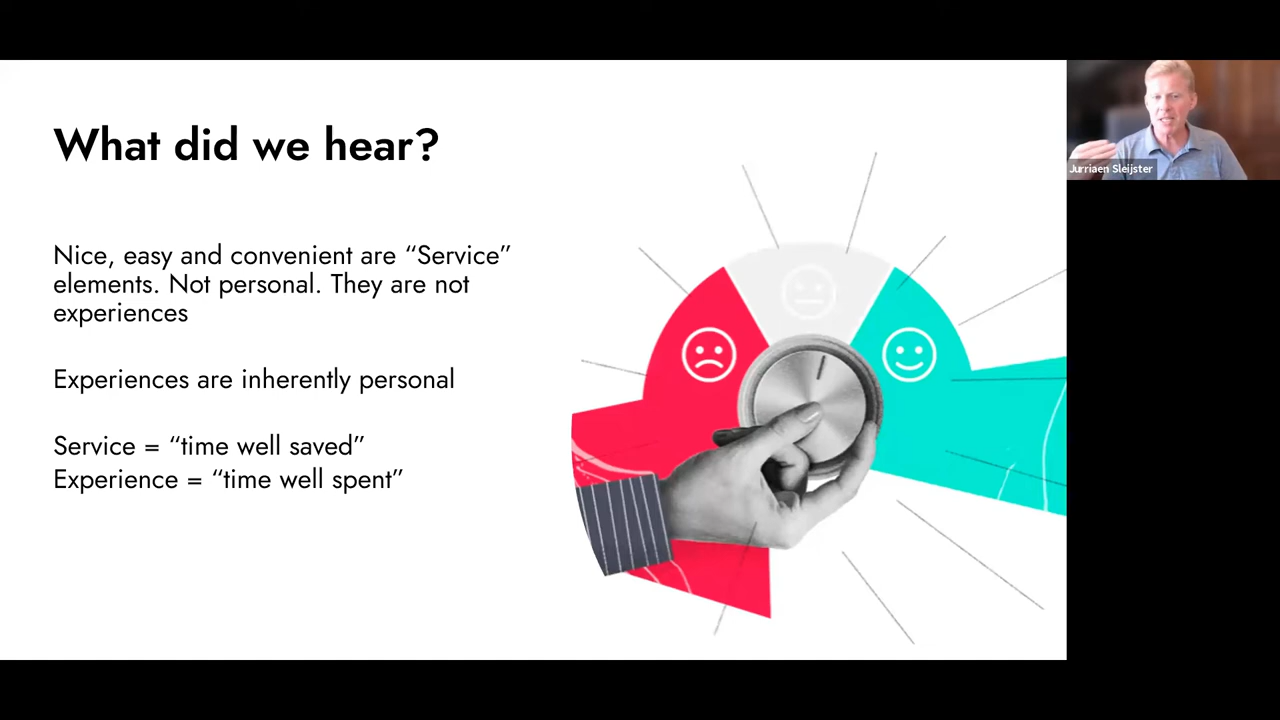 What did we hear?
Nice, easy and convenient are “Service”
elements. Not personal. They are not
experiences
Experiences are inherently personal
Service = “time well saved”
Experience = “time well spent”
Jurriaen Sleijster